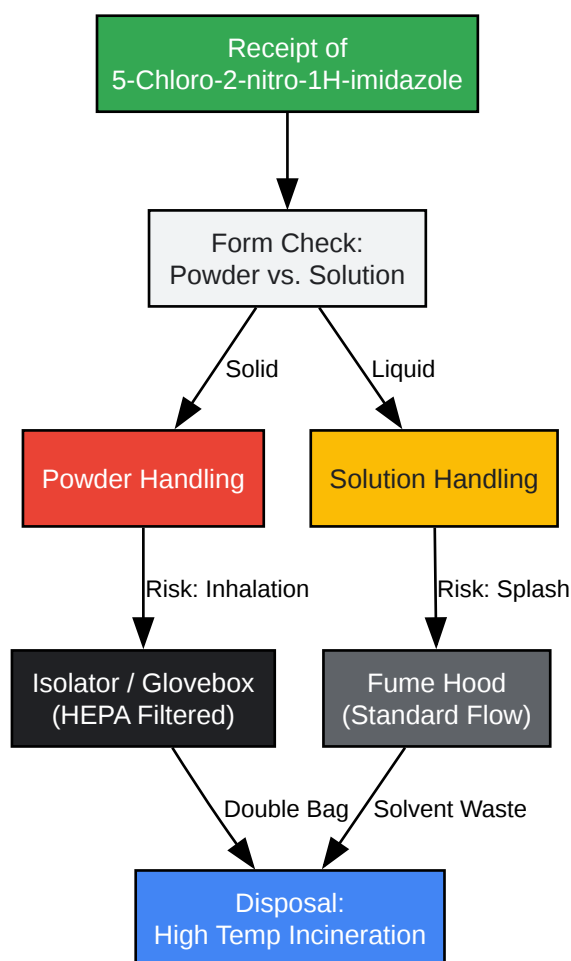 Receipt of
5-Chloro-2-nitro-1H-imidazole
Form Check:
Powder vs. Solution
Solid
Liquid
Powder Handling
Solution Handling
Risk: Inhalation
Risk: Splash
Isolator / Glovebox
(HEPA Filtered)
Fume Hood
(Standard Flow)
Double Bag
Solvent Waste
Disposal:
High Temp Incineration